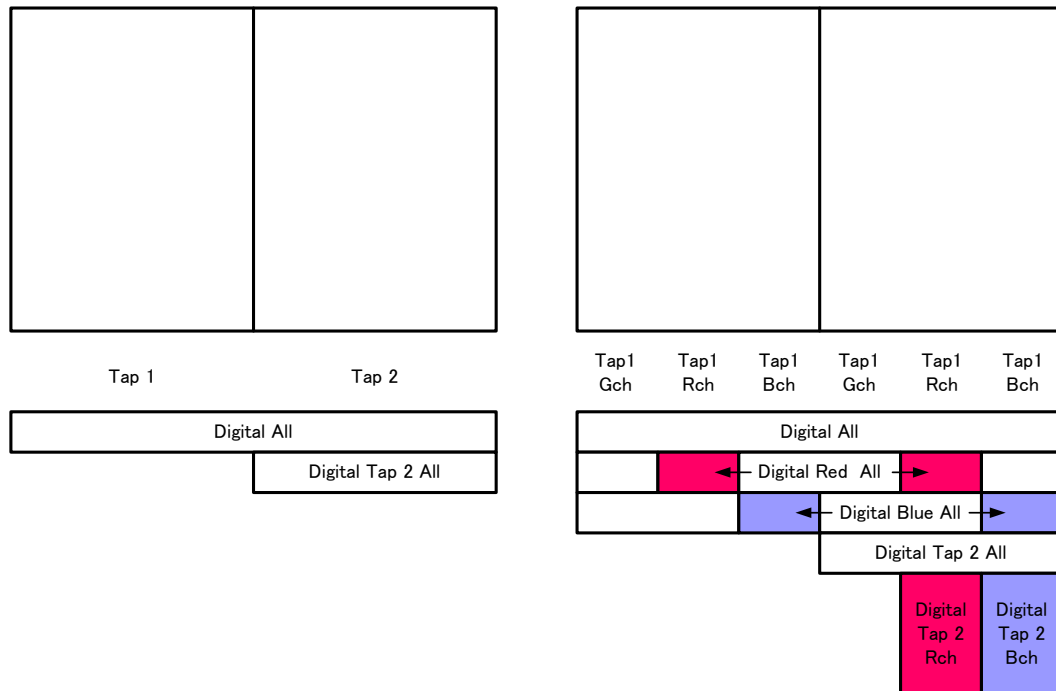 Tap 1
Tap 2
Digital All
Digital Tap 2 All
Tap1
Gch
Tap1
Rch
Tap1
Bch
Tap1
Gch
Tap1
Rch
Tap1
Bch
Digital All
Digital Red All
Digital Blue All
Digital Tap 2 All
Digital
Tap 2
Rch
Digital
Tap 2
Bch